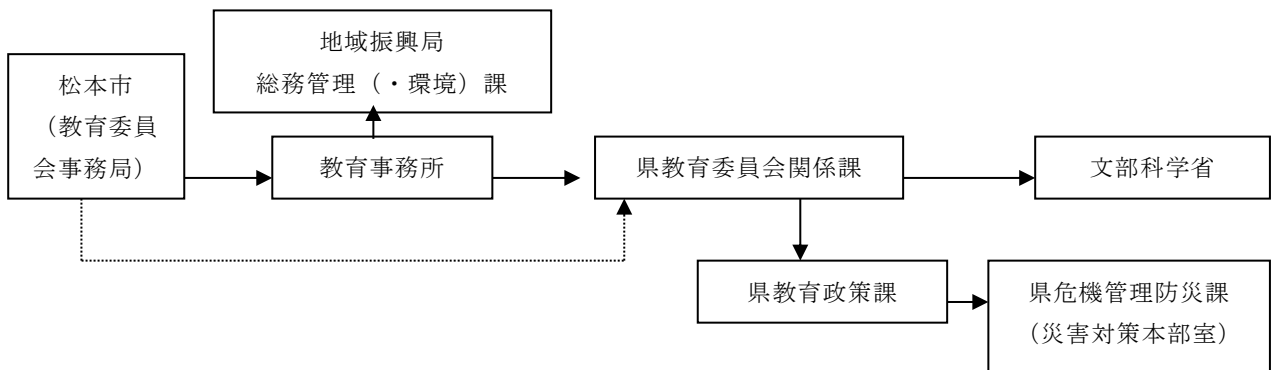 地域振興局
総務管理（・環境）課
松本市
（教育委員
会事務局）
教育事務所
県教育委員会関係課
文部科学省
県教育政策課
県危機管理防災課
（災害対策本部室）